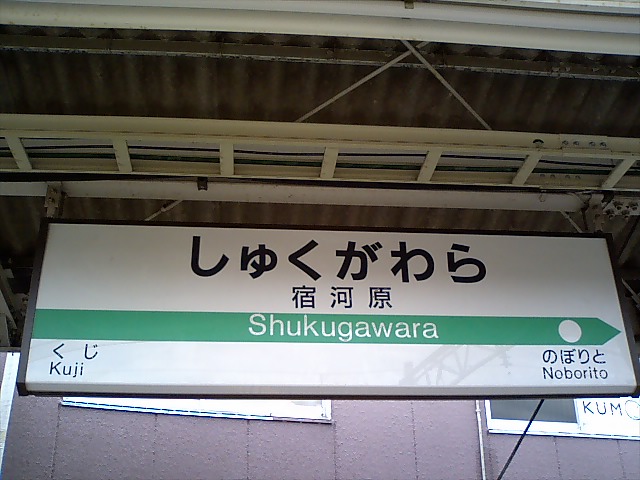 しゅくがわら
宿河原
Shukugawara
くじ
Kuji
のぼりと
Noborito
KUM